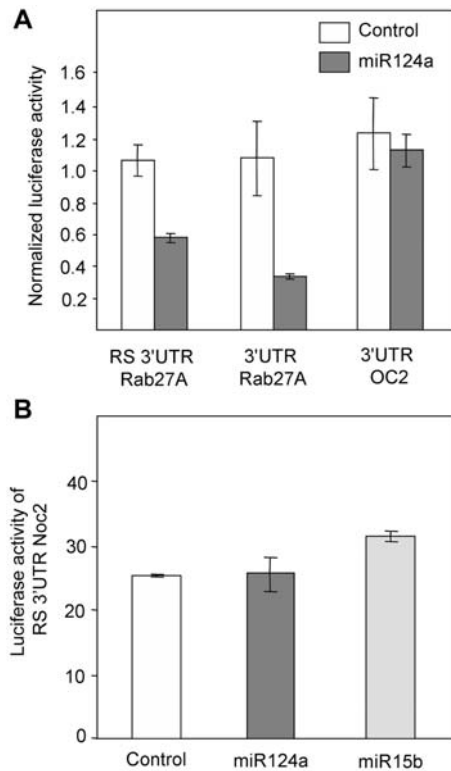 A
Control
miR124a
Normalized luciferase activity
1.6
1.4
1.2
1.0
0.8
0.6
0.4
0.2
RS 3'UTR
Rab27A
3'UTR
Rab27A
3'UTR
OC2
B
Luciferase activity of
RS 3'UTR Noc2
40
30
20
10
0
Control
miR124a
miR15b